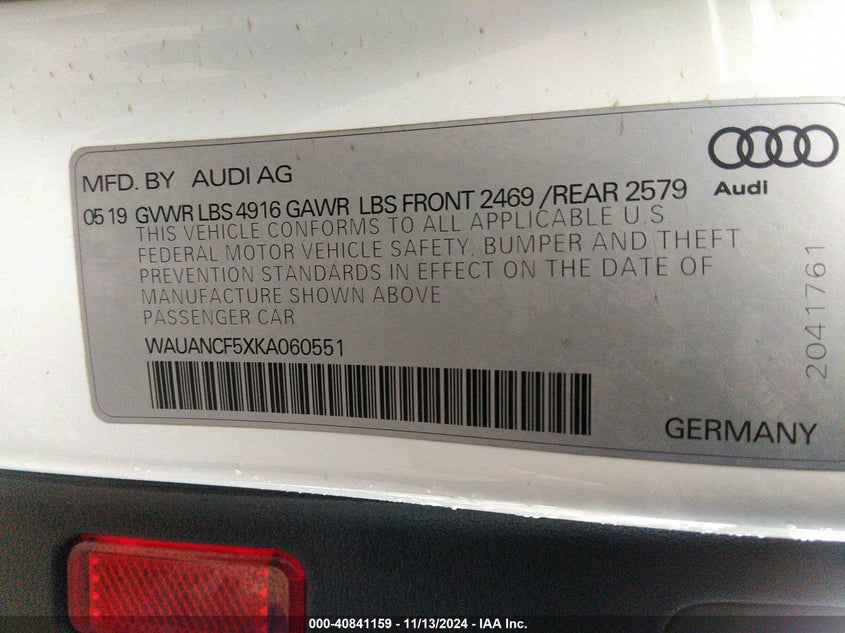 MFD. BY AUDI AG
Audi
05 19 GVWR LBS 4916 GAWR LBS FRONT 2469 /REAR 2579
THIS VEHICLE CONFORMS TO ALL APPLICABLE U.S.
FEDERAL MOTOR VEHICLE SAFETY, BUMPER AND THEFT
PREVENTION STANDARDS IN EFFECT ON THE DATE OF
MANUFACTURE SHOWN ABOVE
PASSENGER CAR
WAUANCF5XKA060551
2041761
GERMANY
000-40841159 - 11/13/2024 - IAA Inc.